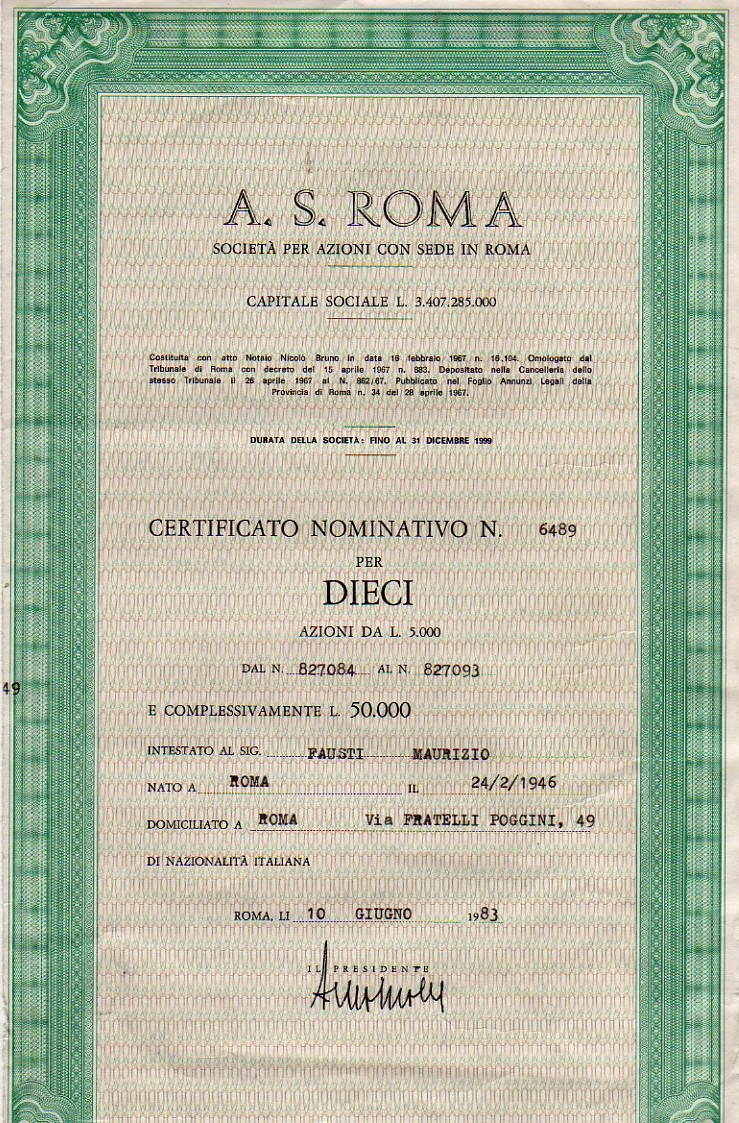 A. S. ROMA
SOCIETÀ PER AZIONI CON SEDE IN ROMA
CAPITALE SOCIALE L. 3.407.285.000
Costituita con atto Notaio Nicolò Bruno in data 16 febbraio 1967 n. 16.104. Omologato dal
Tribunale di Roma con decreto del 15 aprile 1967 n. 883. Depositato nella Cancelleria dello
stesso Tribunale il 26 aprile 1967 al N. 862/67. Pubblicato nel Foglio Annunzi Legali della
Provincia di Roma n. 34 del 28 aprile 1967.
DURATA DELLA SOCIETÀ: FINO AL 31 DICEMBRE 1999
CERTIFICATO NOMINATIVO N. 6489
PER
DIECI
AZIONI DA L. 5.000
DAL N. 827084 AL N. 827093
49
E COMPLESSIVAMENTE L. 50.000
INTESTATO AL SIG. FAUSTI MAURIZIO
NATO A ROMA IL 24/2/1946
DOMICILIATO A ROMA Via FRATELLI POGGINI, 49
DI NAZIONALITÀ ITALIANA
ROMA, LI 10 GIUGNO 1983
IL PRESIDENTE